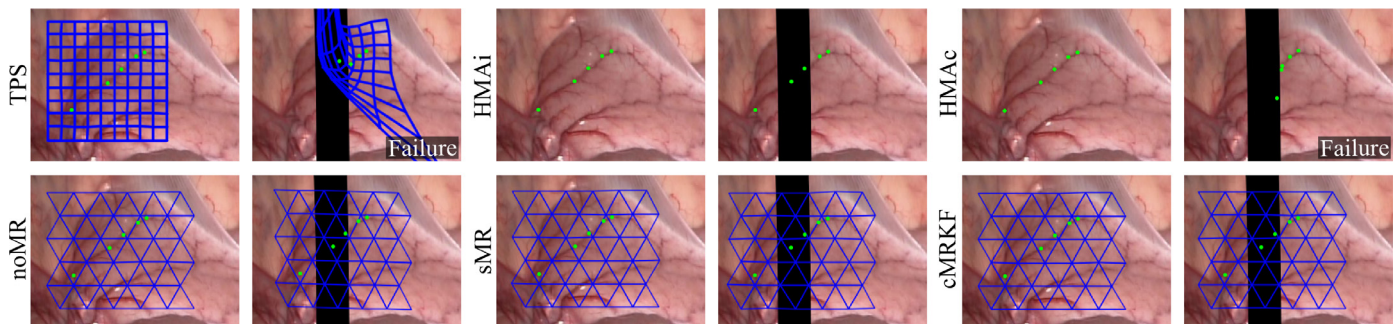 TPS
Failure
HMAi
HMAc
Failure
noMR
sMR
cMRKF